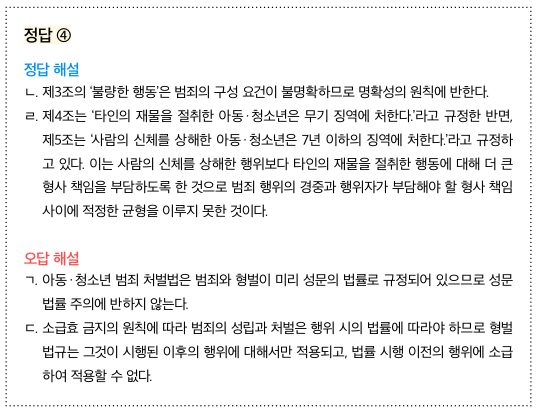 정답 ④
정답 해설
ㄴ. 제3조의 ‘불량한 행동’은 범죄의 구성 요건이 불명확하므로 명확성의 원칙에 반한다.
ㄹ. 제4조는 ‘타인의 재물을 절취한 아동·청소년은 무기 징역에 처한다.’라고 규정한 반면,
제5조는 ‘사람의 신체를 상해한 아동·청소년은 7년 이하의 징역에 처한다.’라고 규정하
고 있다. 이는 사람의 신체를 상해한 행위보다 타인의 재물을 절취한 행동에 대해 더 큰
형사 책임을 부담하도록 한 것으로 범죄 행위의 경중과 행위자가 부담해야 할 형사 책임
사이에 적정한 균형을 이루지 못한 것이다.
오답 해설
ㄱ. 아동·청소년 범죄 처벌법은 범죄와 형벌이 미리 성문의 법률로 규정되어 있으므로 성문
법률 주의에 반하지 않는다.
ㄷ. 소급효 금지의 원칙에 따라 범죄의 성립과 처벌은 행위 시의 법률에 따라야 하므로 형벌
법규는 그것이 시행된 이후의 행위에 대해서만 적용되고, 법률 시행 이전의 행위에 소급
하여 적용할 수 없다.